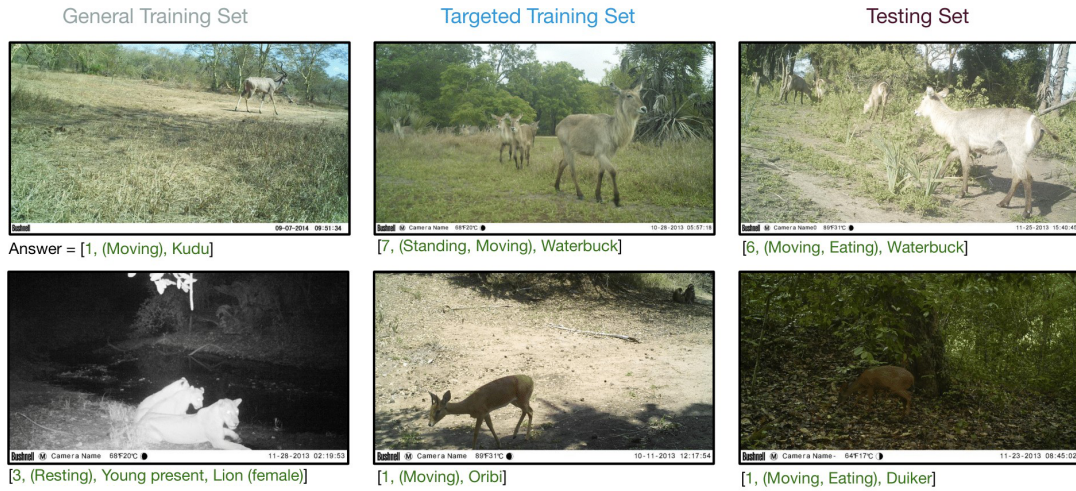 General Training Set
Targeted Training Set
Testing Set
Bushnell 09-07-2014 09:51:34
Bushnell M Camera Name 68°F20°C 10-28-2013 05:57:18
Bushnell M Camera Name0 89°F31°C 11-25-2013 15:40:45
Answer = [1, (Moving), Kudu]
[7, (Standing, Moving), Waterbuck]
[6, (Moving, Eating), Waterbuck]
Bushnell M Camera Name 68°F20°C 11-28-2013 02:19:53
Bushnell M Camera Name 89°F31°C 10-11-2013 12:17:54
Bushnell M Camera Name- 64°F17°C 11-23-2013 08:45:02
[3, (Resting), Young present, Lion (female)]
[1, (Moving), Oribi]
[1, (Moving, Eating), Duiker]